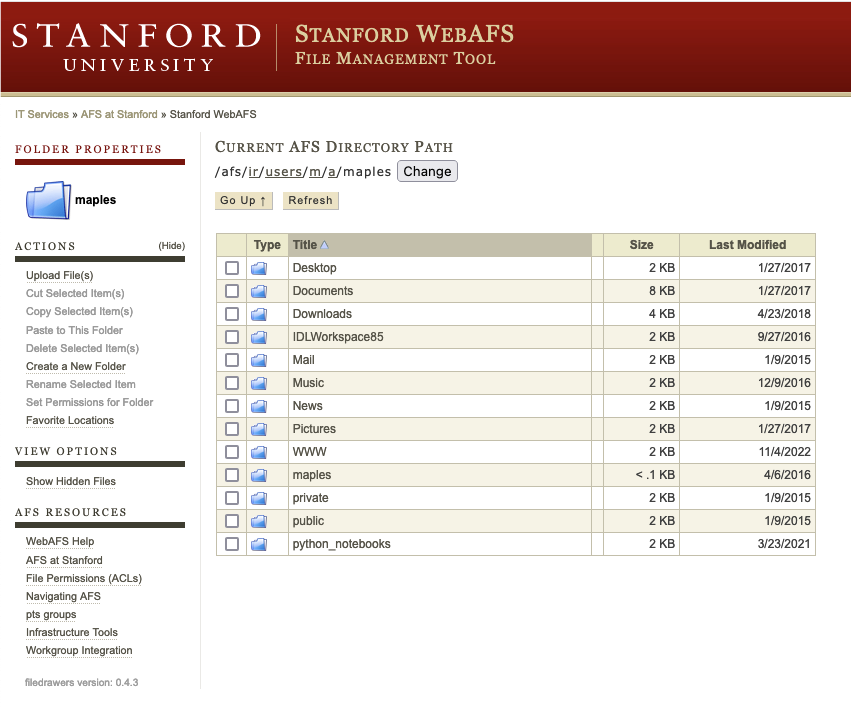 STANFORD
UNIVERSITY
STANFORD WEBAFS
FILE MANAGEMENT TOOL
IT Services » AFS at Stanford » Stanford WebAFS
FOLDER PROPERTIES
maples
ACTIONS (Hide)
Upload File(s)
Cut Selected Item(s)
Copy Selected Item(s)
Paste to This Folder
Delete Selected Item(s)
Create a New Folder
Rename Selected Item
Set Permissions for Folder
Favorite Locations
VIEW OPTIONS
Show Hidden Files
AFS RESOURCES
WebAFS Help
AFS at Stanford
File Permissions (ACLs)
Navigating AFS
pts groups
Infrastructure Tools
Workgroup Integration
filedrawers version: 0.4.3
CURRENT AFS DIRECTORY PATH
/afs/ir/users/m/a/maples Change
Go Up ↑ Refresh
Type Title Size Last Modified
Desktop 2 KB 1/27/2017
Documents 8 KB 1/27/2017
Downloads 4 KB 4/23/2018
IDLWorkspace85 2 KB 9/27/2016
Mail 2 KB 1/9/2015
Music 2 KB 12/9/2016
News 2 KB 1/9/2015
Pictures 2 KB 1/27/2017
WWW 2 KB 11/4/2022
maples < .1 KB 4/6/2016
private 2 KB 1/9/2015
public 2 KB 1/9/2015
python_notebooks 2 KB 3/23/2021